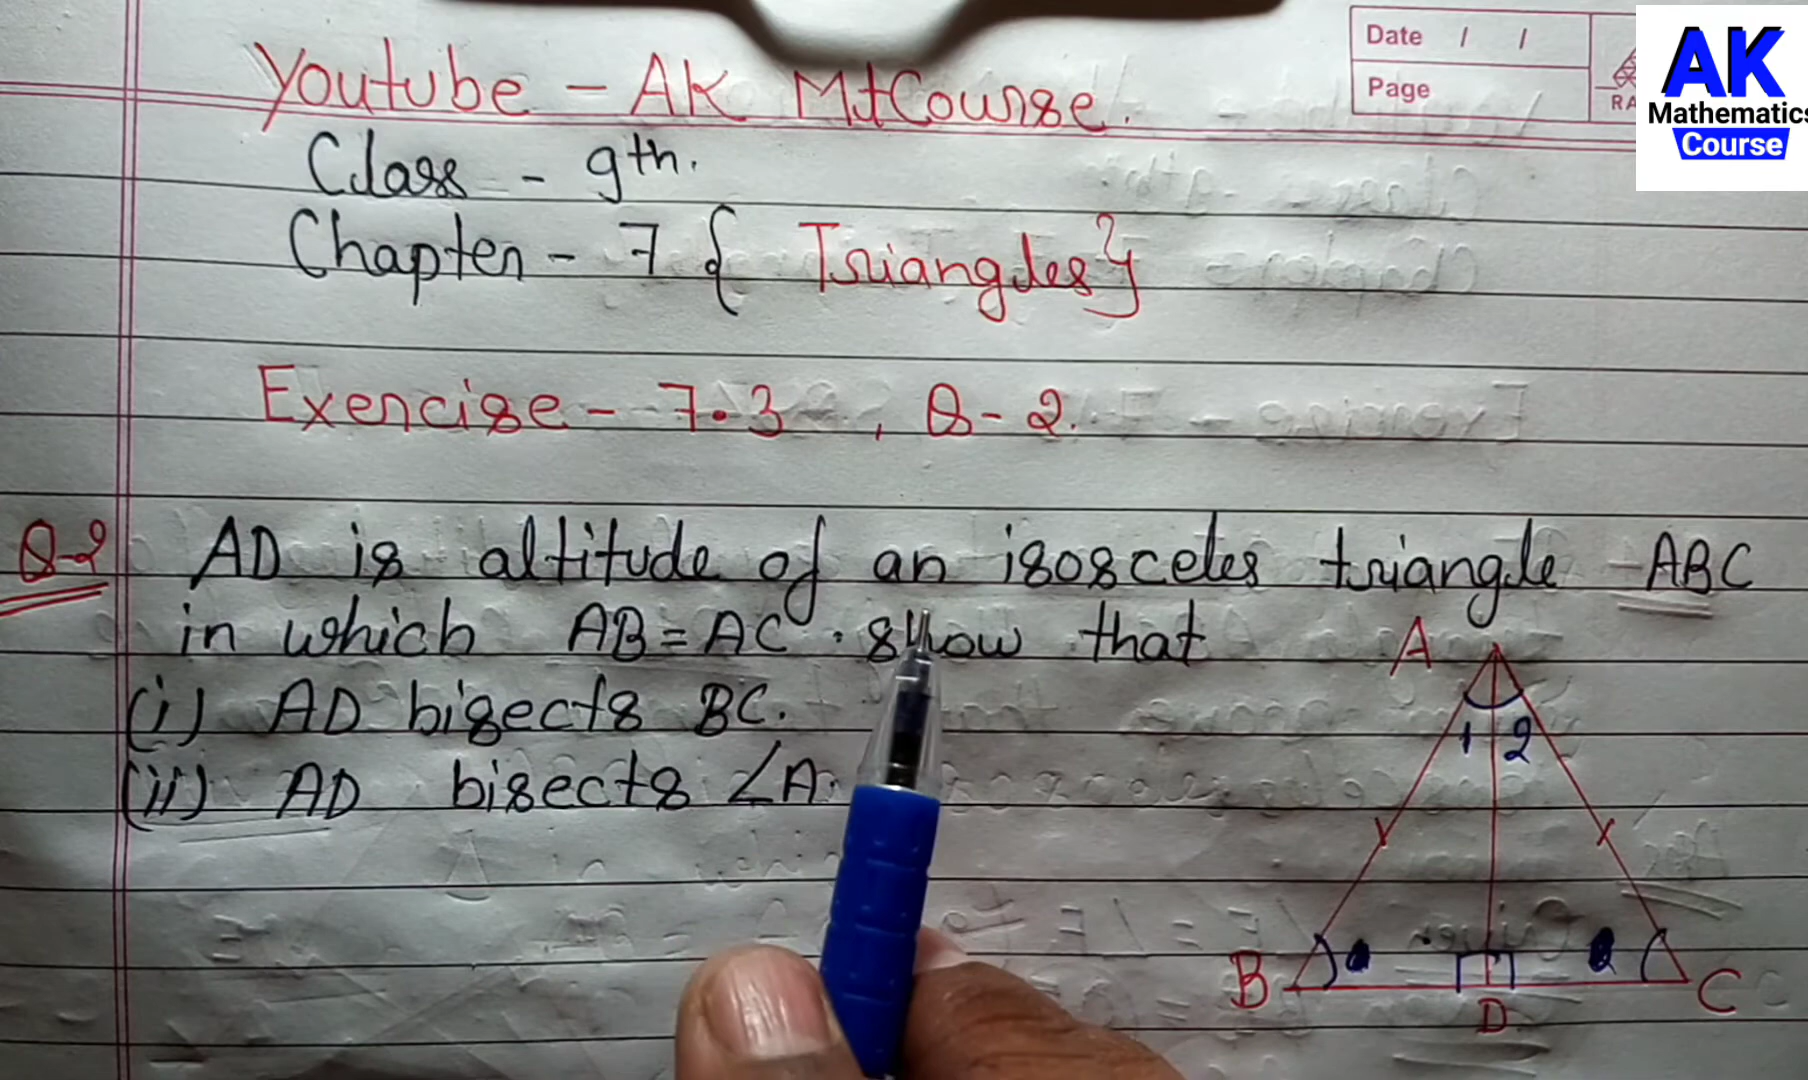 Date / /
Page
RA
AK
Mathematics
Course
Youtube - AK MtCourse.
Class - 9th.
Chapter - 7 { Triangles }
Exercise - 7.3, Q-2.
Q-2 AD is altitude of an isosceles triangle ABC
in which AB = AC. show that
(i) AD bisects BC.
(ii) AD bisects ∠A.
A
1 2
B D C